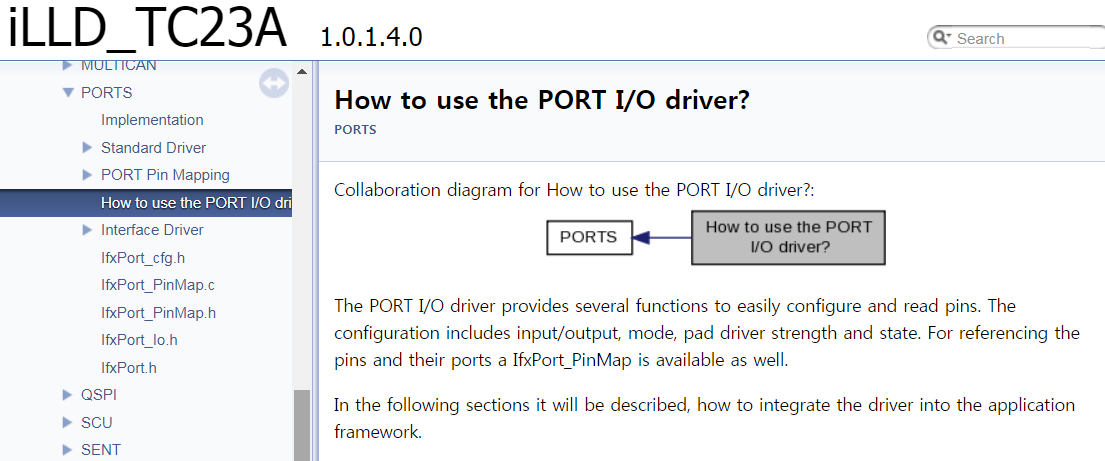 iLLD_TC23A 1.0.1.4.0
Search
MULTICAN
PORTS
Implementation
Standard Driver
PORT Pin Mapping
How to use the PORT I/O dri
Interface Driver
IfxPort_cfg.h
IfxPort_PinMap.c
IfxPort_PinMap.h
IfxPort_Io.h
IfxPort.h
QSPI
SCU
SENT
How to use the PORT I/O driver?
PORTS
Collaboration diagram for How to use the PORT I/O driver?:
PORTS
How to use the PORT
I/O driver?
The PORT I/O driver provides several functions to easily configure and read pins. The
configuration includes input/output, mode, pad driver strength and state. For referencing the
pins and their ports a IfxPort_PinMap is available as well.
In the following sections it will be described, how to integrate the driver into the application
framework.